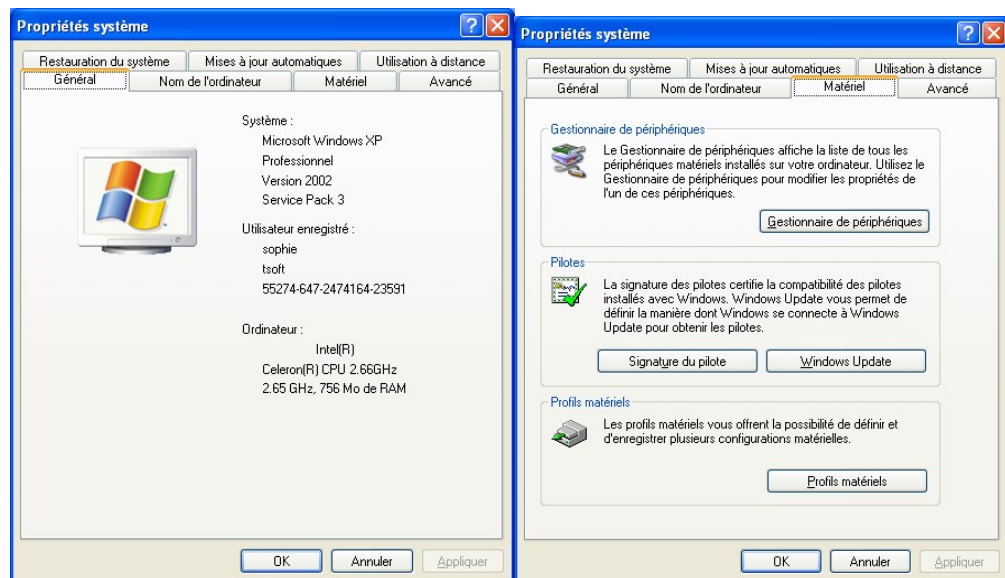 Propriétés système
Restauration du système Mises à jour automatiques Utilisation à distance
Général Nom de l'ordinateur Matériel Avancé
Système :
Microsoft Windows XP
Professionnel
Version 2002
Service Pack 3
Utilisateur enregistré :
sophie
tsoft
55274-647-2474164-23591
Ordinateur :
Intel(R)
Celeron(R) CPU 2.66GHz
2.65 GHz, 756 Mo de RAM
OK Annuler Appliquer
Propriétés système
Restauration du système Mises à jour automatiques Utilisation à distance
Général Nom de l'ordinateur Matériel Avancé
Gestionnaire de périphériques
Le Gestionnaire de périphériques affiche la liste de tous les
périphériques matériels installés sur votre ordinateur. Utilisez le
Gestionnaire de périphériques pour modifier les propriétés de
l'un de ces périphériques.
Gestionnaire de périphériques
Pilotes
La signature des pilotes certifie la compatibilité des pilotes
installés avec Windows. Windows Update vous permet de
définir la manière dont Windows se connecte à Windows
Update pour obtenir les pilotes.
Signature du pilote Windows Update
Profils matériels
Les profils matériels vous offrent la possibilité de définir et
d'enregistrer plusieurs configurations matérielles.
Profils matériels
OK Annuler Appliquer